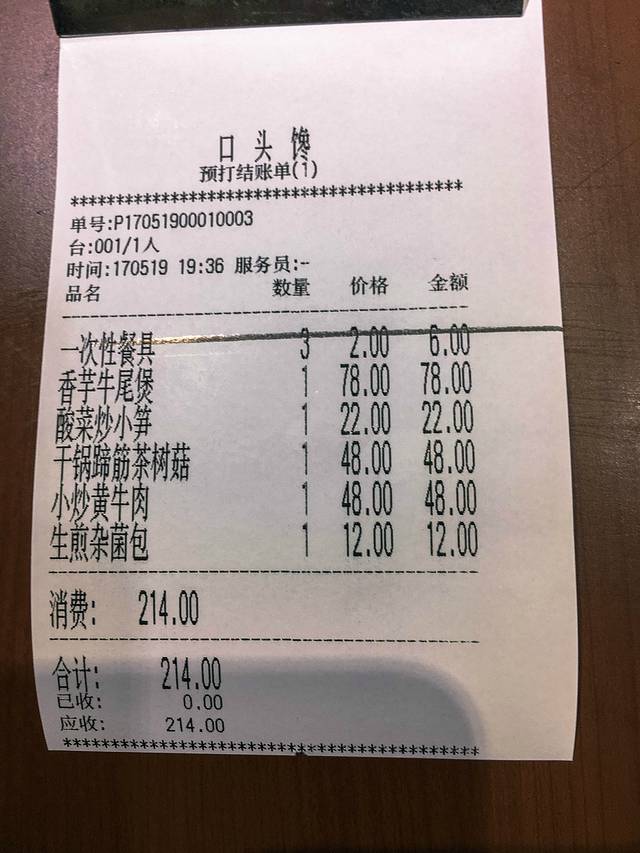 口头馋
预打结账单(1)
******************************************
单号:P17051900010003
台:001/1人
时间:170519 19:36 服务员:--
品名 数量 价格 金额
------------------------------------------
一次性餐具 3 2.00 6.00
香芋牛尾煲 1 78.00 78.00
酸菜炒小笋 1 22.00 22.00
干锅蹄筋茶树菇 1 48.00 48.00
小炒黄牛肉 1 48.00 48.00
生煎杂菌包 1 12.00 12.00
------------------------------------------
消费: 214.00
------------------------------------------
合计: 214.00
已收: 0.00
应收: 214.00
******************************************